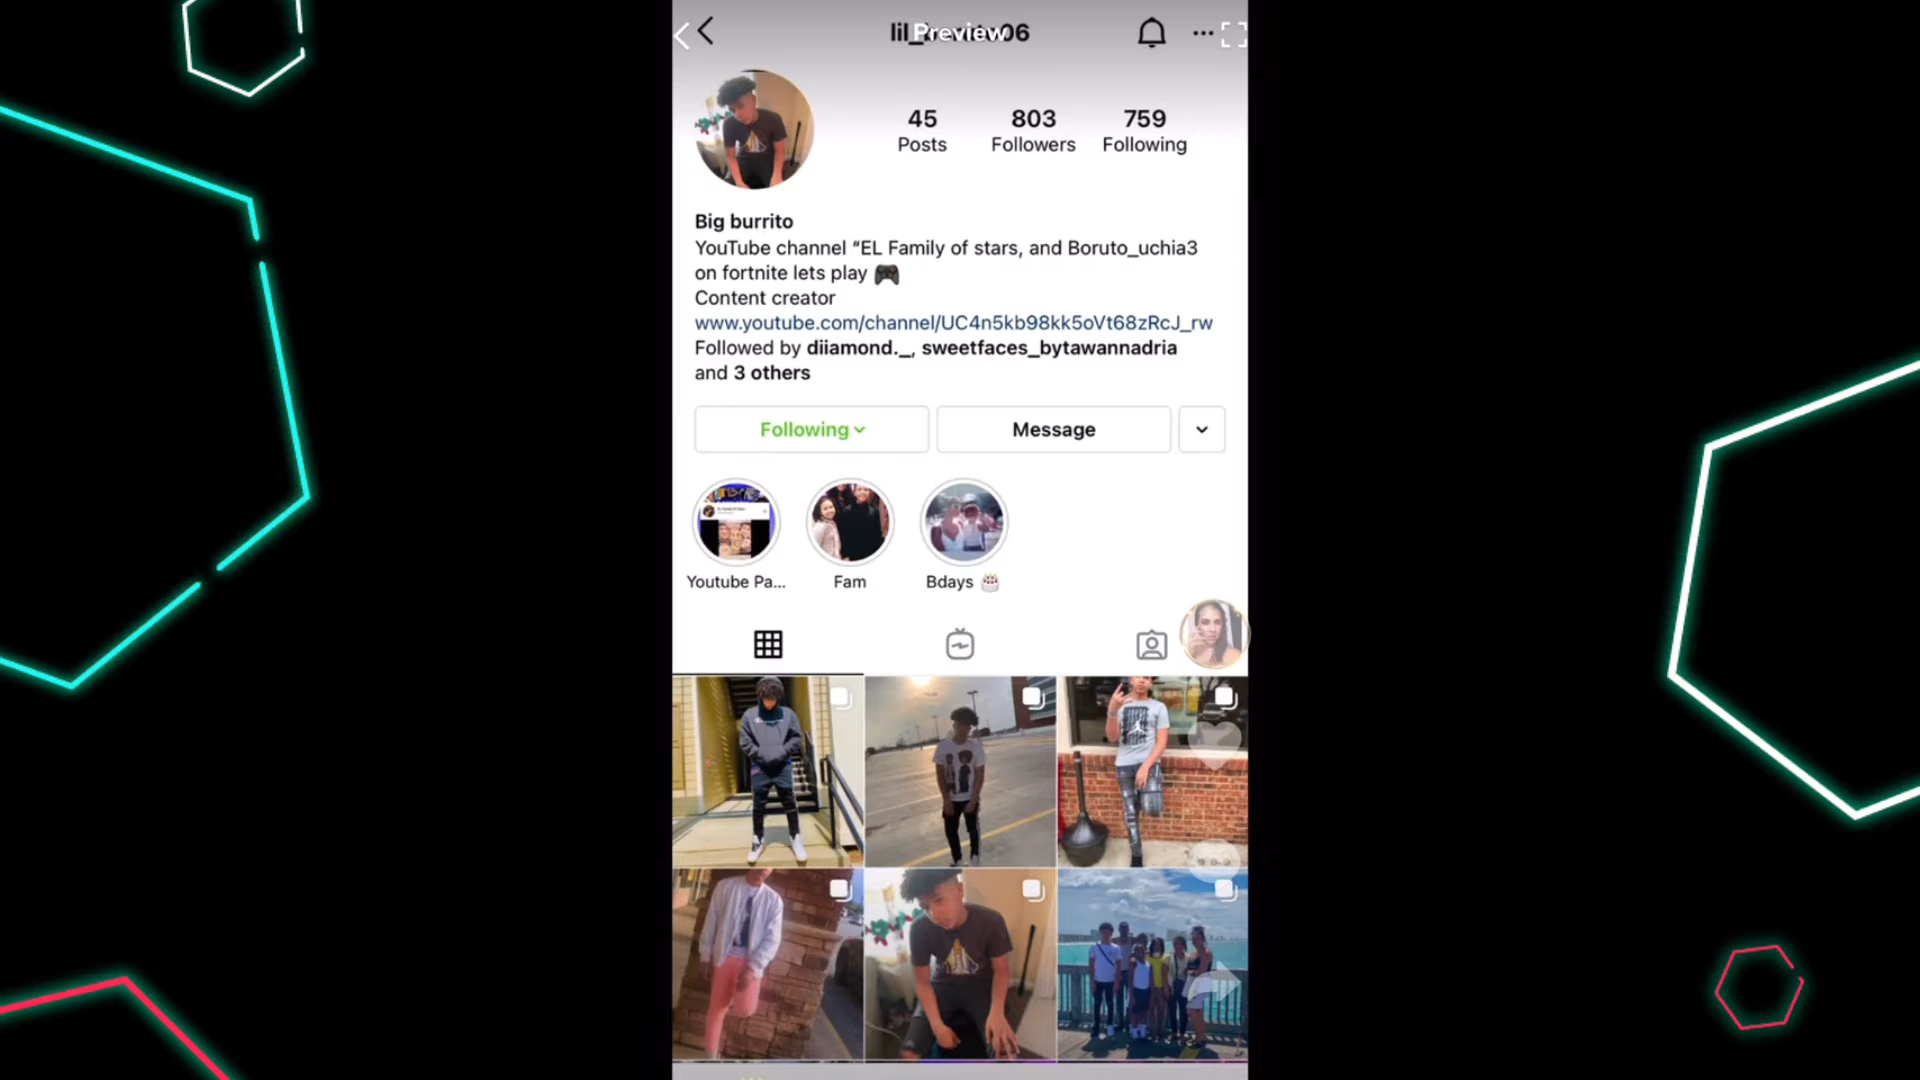 Preview
45
Posts
803
Followers
759
Following
Big burrito
YouTube channel “EL Family of stars, and Boruto_uchia3
on fortnite lets play
Content creator
www.youtube.com/channel/UC4n5kb98kk5oVt68zRcJ_rw
Followed by diiamond._, sweetfaces_bytawannadria
and 3 others
Following
Message
Youtube Pa...
Fam
Bdays